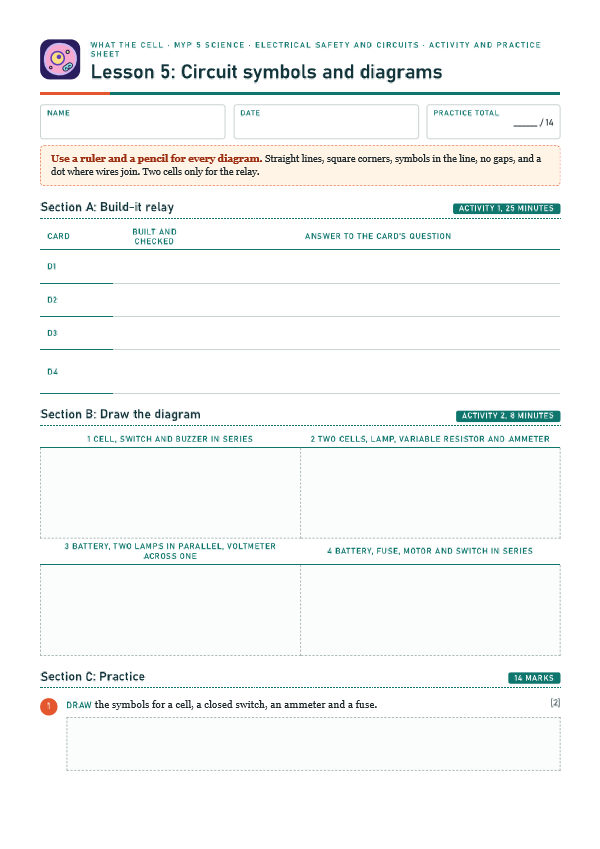 WHAT THE CELL · MYP 5 SCIENCE · ELECTRICAL SAFETY AND CIRCUITS · ACTIVITY AND PRACTICE
SHEET
Lesson 5: Circuit symbols and diagrams
NAME
DATE
PRACTICE TOTAL
_____ / 14
Use a ruler and a pencil for every diagram. Straight lines, square corners, symbols in the line, no gaps, and a
dot where wires join. Two cells only for the relay.
Section A: Build-it relay
ACTIVITY 1, 25 MINUTES
CARD
BUILT AND
CHECKED
ANSWER TO THE CARD'S QUESTION
D1
D2
D3
D4
Section B: Draw the diagram
ACTIVITY 2, 8 MINUTES
1 CELL, SWITCH AND BUZZER IN SERIES
2 TWO CELLS, LAMP, VARIABLE RESISTOR AND AMMETER
3 BATTERY, TWO LAMPS IN PARALLEL, VOLTMETER
ACROSS ONE
4 BATTERY, FUSE, MOTOR AND SWITCH IN SERIES
Section C: Practice
14 MARKS
1 DRAW the symbols for a cell, a closed switch, an ammeter and a fuse. [2]